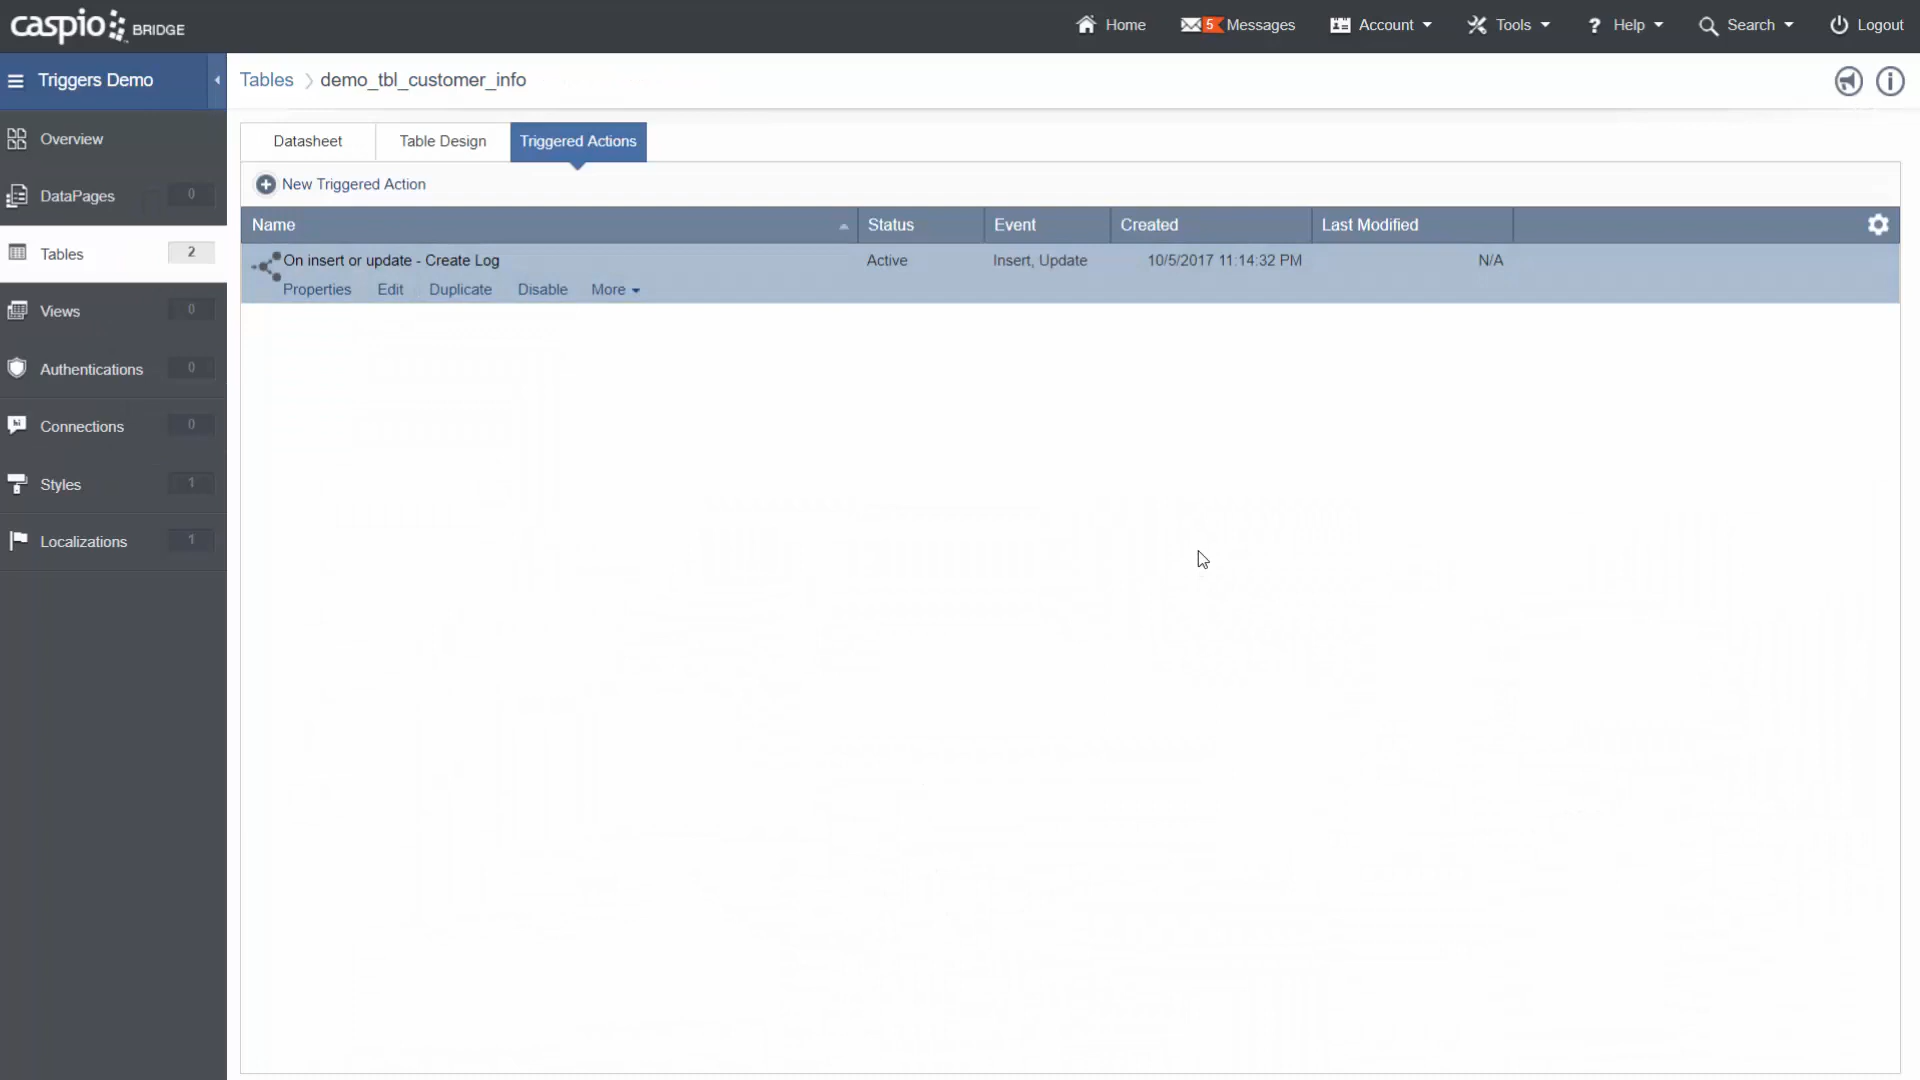 caspio BRIDGE
Home
5 Messages
Account
Tools
? Help
Search
Logout
Triggers Demo
Tables
demo_tbl_customer_info
Overview
DataPages 0
Tables 2
Views 0
Authentications 0
Connections 0
Styles 1
Localizations 1
Datasheet
Table Design
Triggered Actions
New Triggered Action
Name Status Event Created Last Modified
On insert or update - Create Log Active Insert, Update 10/5/2017 11:14:32 PM N/A
Properties Edit Duplicate Disable More